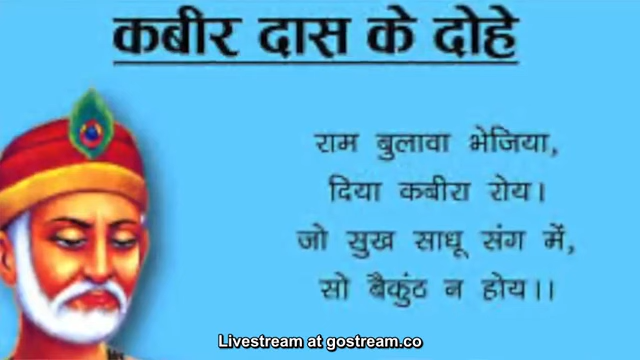 कबीर दास के दोहे
राम बुलावा भेजिया,
दिया कबीरा रोय।
जो सुख साधू संग में,
सो बैकुंठ न होय।।
Livestream at gostream.co